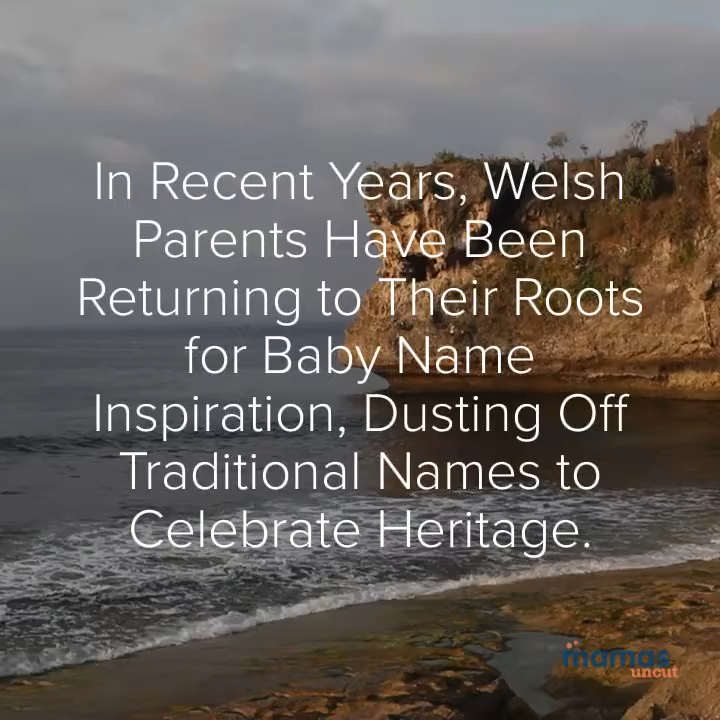 In Recent Years, Welsh
Parents Have Been
Returning to Their Roots
for Baby Name
Inspiration, Dusting Off
Traditional Names to
Celebrate Heritage.
mamas
uncut